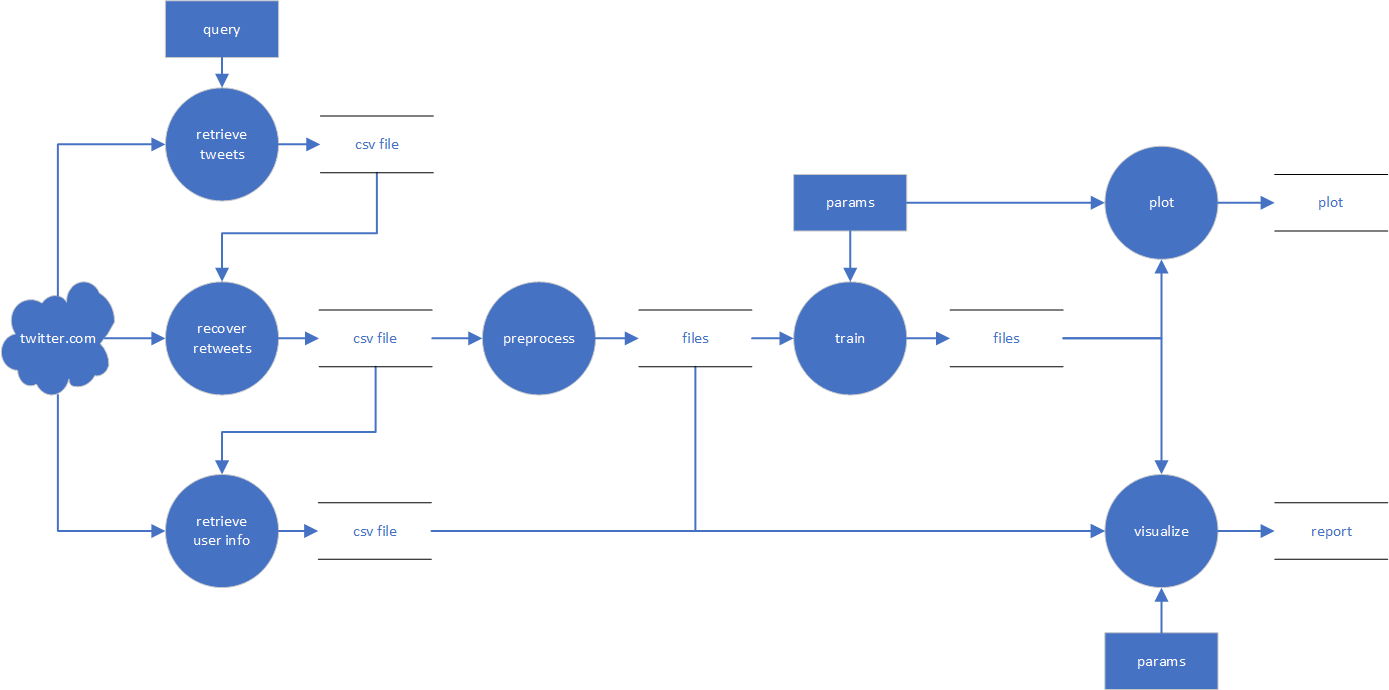 query
retrieve
tweets
csv file
params
plot
plot
twitter.com
recover
retweets
csv file
preprocess
files
train
files
retrieve
user info
csv file
visualize
report
params